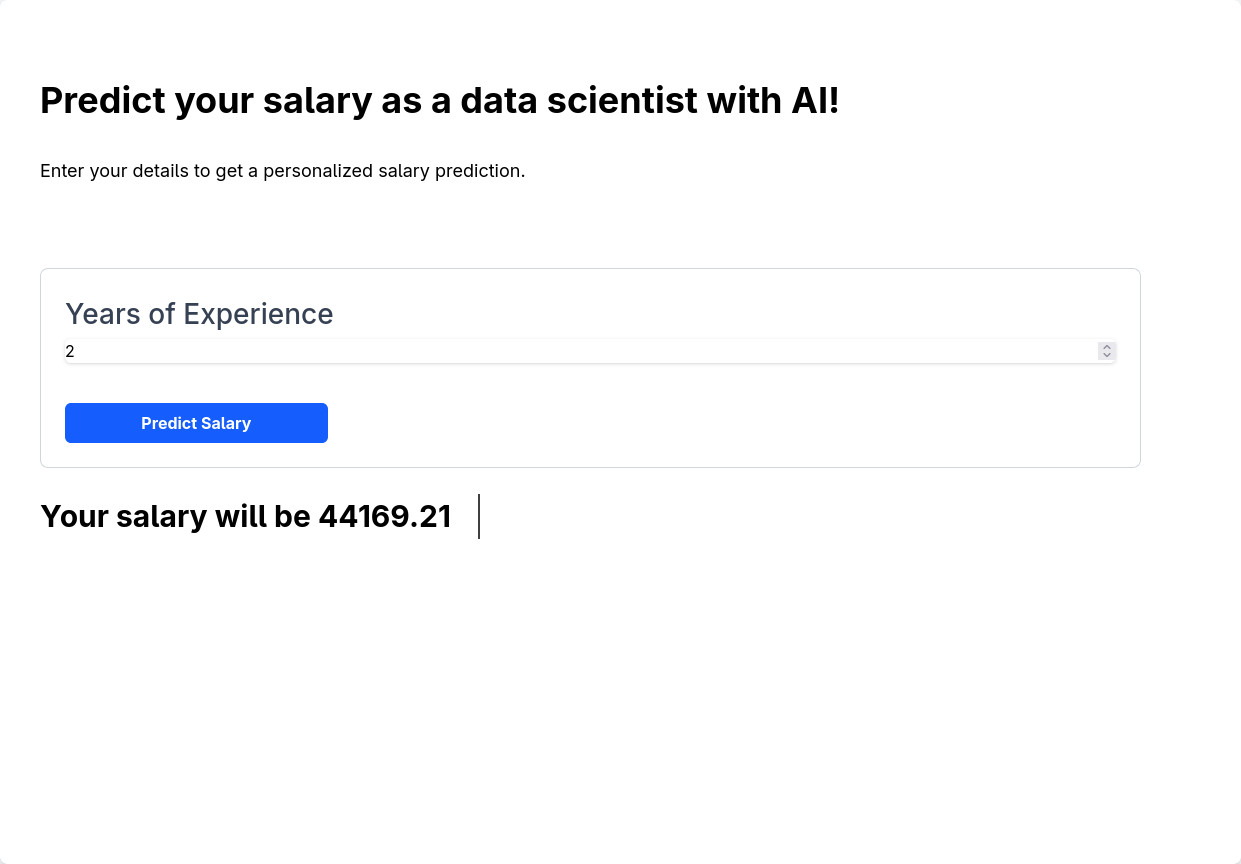 Predict your salary as a data scientist with AI!
Enter your details to get a personalized salary prediction.
Years of Experience
2
Predict Salary
Your salary will be 44169.21